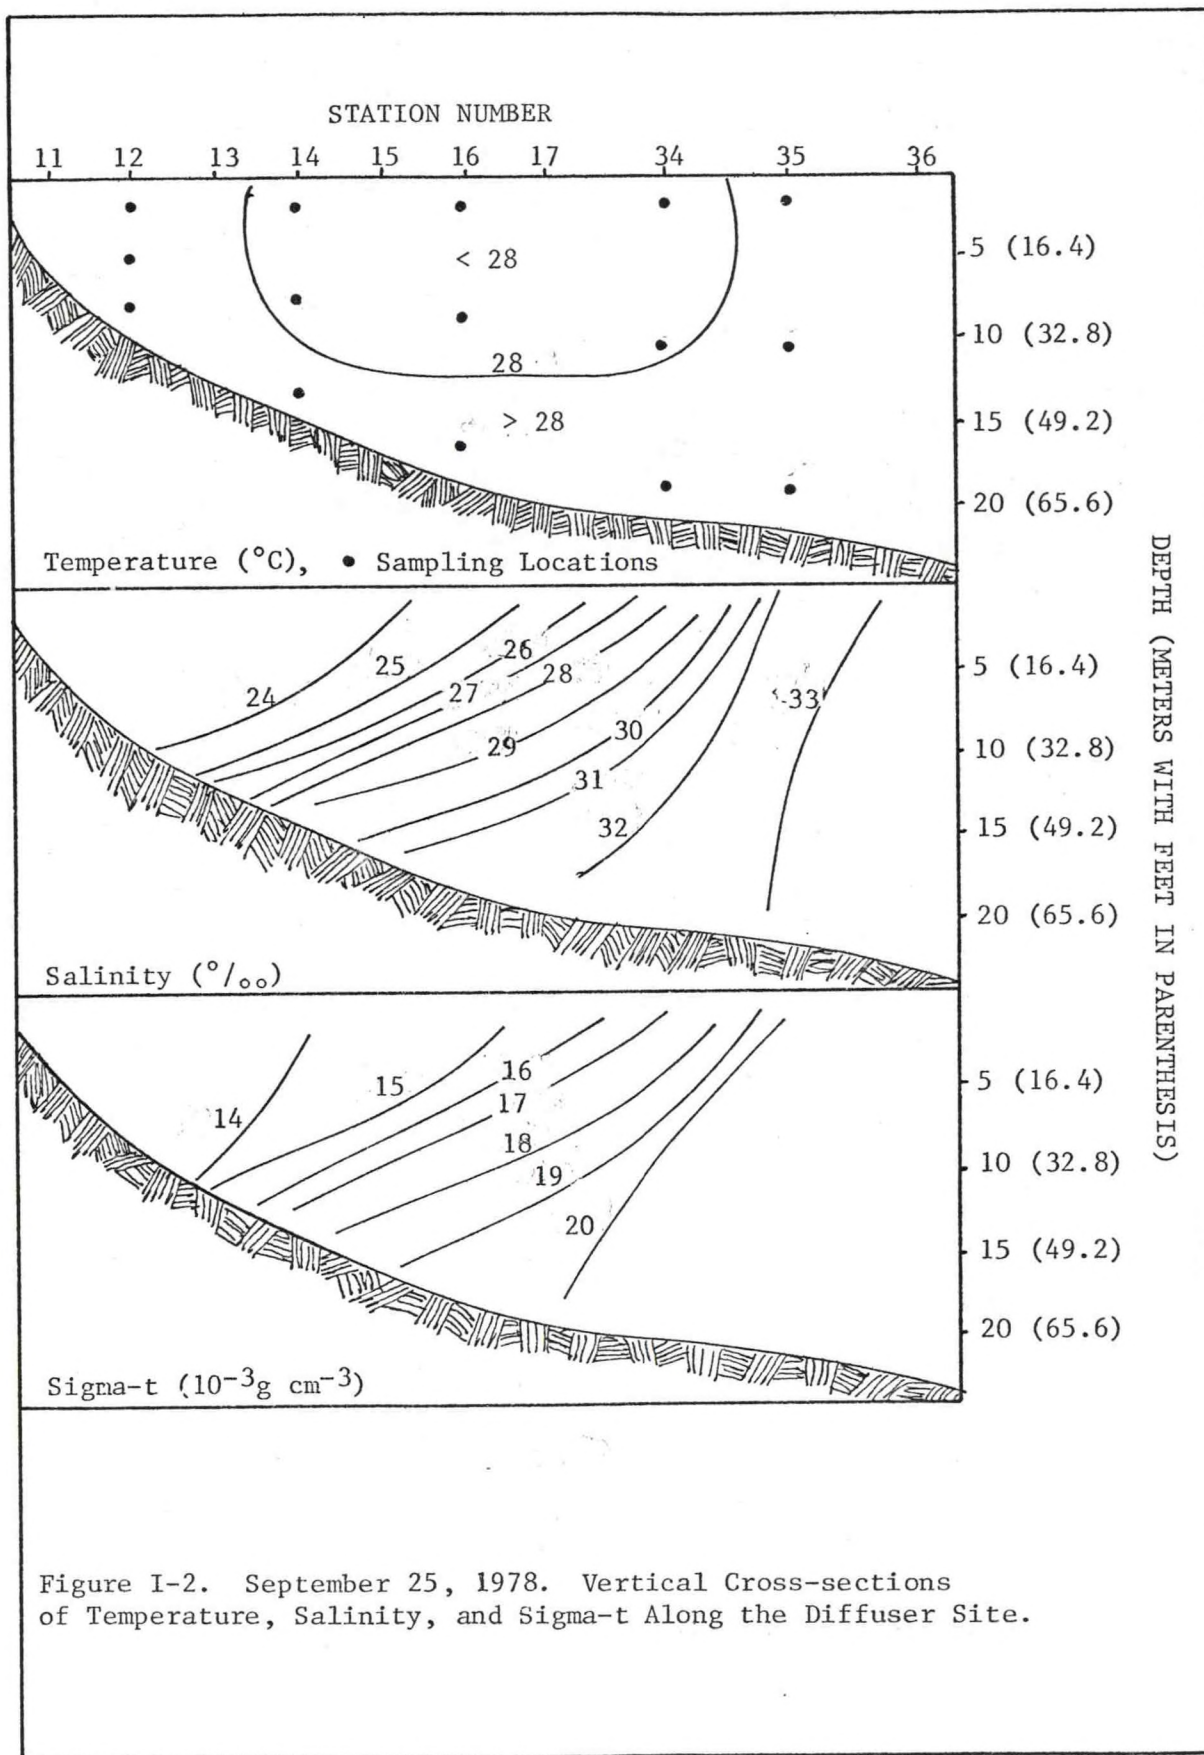 STATION NUMBER
11 12 13 14 15 16 17 34 35 36
< 28
28
> 28
5 (16.4)
10 (32.8)
15 (49.2)
20 (65.6)
Temperature (°C), • Sampling Locations
24 25 26 27 28 29 30 31 32 33
5 (16.4)
10 (32.8)
15 (49.2)
20 (65.6)
Salinity (°/oo)
14 15 16 17 18 19 20
5 (16.4)
10 (32.8)
15 (49.2)
20 (65.6)
Sigma-t (10⁻³g cm⁻³)
DEPTH (METERS WITH FEET IN PARENTHESIS)
Figure I-2. September 25, 1978. Vertical Cross-sections
of Temperature, Salinity, and Sigma-t Along the Diffuser Site.